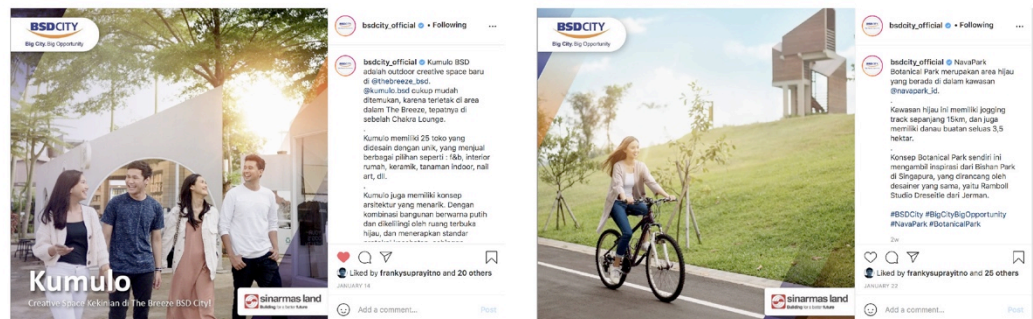 BSDCITY
Big City, Big Opportunity
Kumulo
Creative Space Kekinian di The Breeze BSD City!
sinarmas land
Building for a better future
bsdcity_official • Following
bsdcity_official Kumulo BSD
adalah outdoor creative space baru
di @thebreeze_bsd.
@kumulo.bsd cukup mudah
ditemukan, karena terletak di area
dalam The Breeze, tepatnya di
sebelah Chakra Lounge.
.
Kumulo memiliki 25 toko yang
didesain dengan unik, yang menjual
berbagai pilihan seperti : f&b, interior
rumah, keramik, tanaman indoor, nail
art, dll.
.
Kumulo juga memiliki konsep
arsitektur yang menarik. Dengan
kombinasi bangunan berwarna putih
dan dikelilingi oleh ruang terbuka
hijau, dan menerapkan standar
Liked by frankysuprayitno and 20 others
JANUARY 14
Add a comment...
Post
BSDCITY
Big City, Big Opportunity
sinarmas land
Building for a better future
bsdcity_official • Following
bsdcity_official NavaPark
Botanical Park merupakan area hijau
yang berada di dalam kawasan
@navapark_id.
.
Kawasan hijau ini memiliki jogging
track sepanjang 15km, dan juga
memiliki danau buatan seluas 3,5
hektar.
.
Konsep Botanical Park sendiri ini
mengambil inspirasi dari Bishan Park
di Singapura, yang dirancang oleh
desainer yang sama, yaitu Ramboll
Studio Dreseitle dari Jerman.
#BSDCity #BigCityBigOpportunity
#NavaPark #BotanicalPark
2w
Liked by frankysuprayitno and 25 others
JANUARY 22
Add a comment...
Post